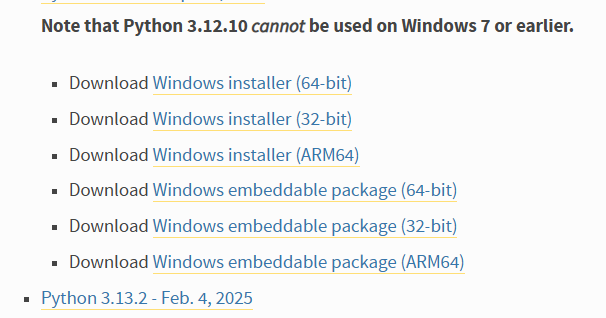 Note that Python 3.12.10 cannot be used on Windows 7 or earlier.
Download Windows installer (64-bit)
Download Windows installer (32-bit)
Download Windows installer (ARM64)
Download Windows embeddable package (64-bit)
Download Windows embeddable package (32-bit)
Download Windows embeddable package (ARM64)
Python 3.13.2 - Feb. 4, 2025